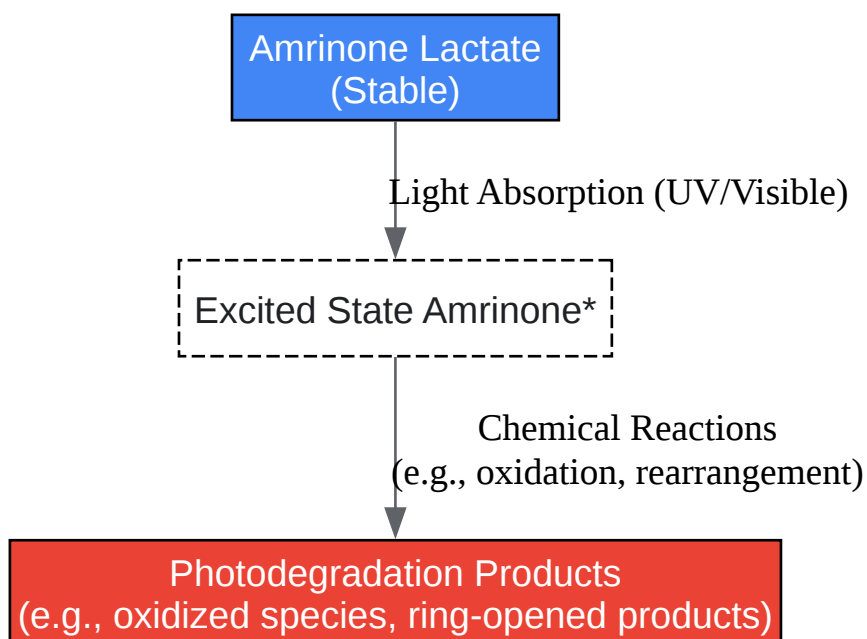 Amrinone Lactate
(Stable)
Light Absorption (UV/Visible)
Excited State Amrinone*
Chemical Reactions
(e.g., oxidation, rearrangement)
Photodegradation Products
(e.g., oxidized species, ring-opened products)